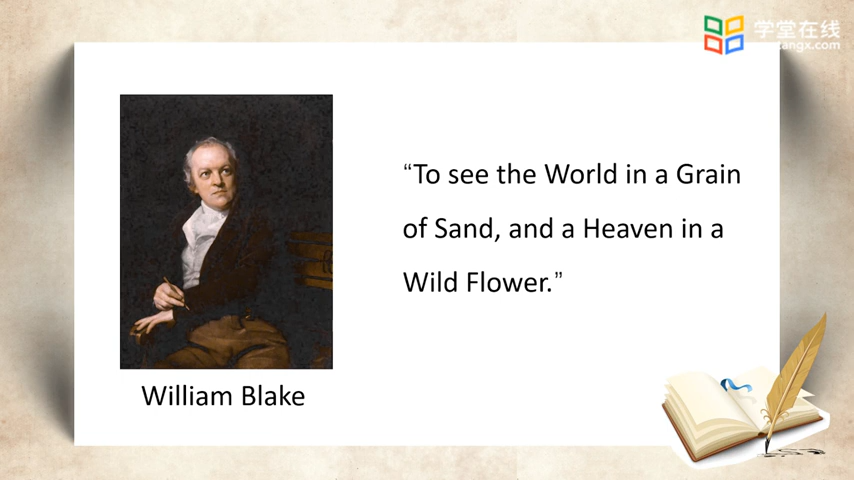 学堂在线
“To see the World in a Grain
of Sand, and a Heaven in a
Wild Flower.”
William Blake